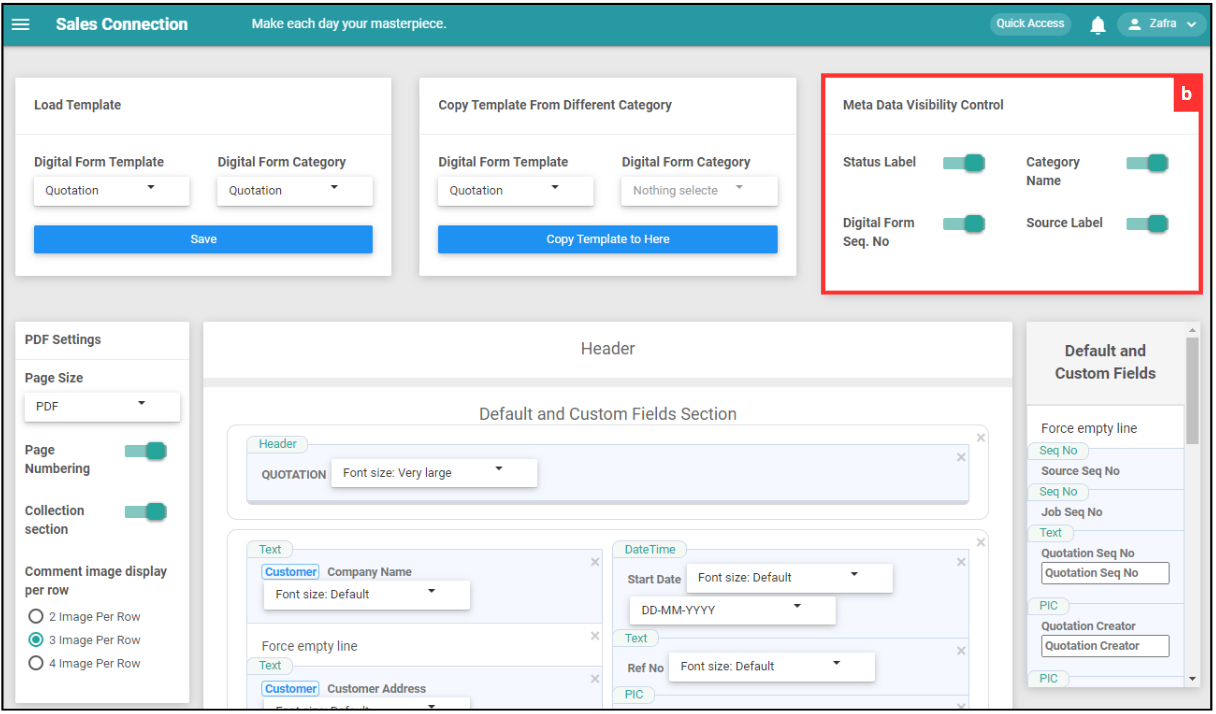 Sales Connection
Make each day your masterpiece.
Quick Access
Zafra
Load Template
Digital Form Template
Digital Form Category
Quotation
Quotation
Save
Copy Template From Different Category
Digital Form Template
Digital Form Category
Quotation
Nothing selecte
Copy Template to Here
b
Meta Data Visibility Control
Status Label
Category
Name
Digital Form
Seq. No
Source Label
PDF Settings
Page Size
PDF
Page
Numbering
Collection
section
Comment image display
per row
2 Image Per Row
3 Image Per Row
4 Image Per Row
Header
Default and Custom Fields Section
Header
QUOTATION
Font size: Very large
Text
Customer Company Name
Font size: Default
Force empty line
Text
Customer Customer Address
Font size: Default
DateTime
Start Date
Font size: Default
DD-MM-YYYY
Text
Ref No
Font size: Default
PIC
Default and
Custom Fields
Force empty line
Seq No
Source Seq No
Seq No
Job Seq No
Text
Quotation Seq No
Quotation Seq No
PIC
Quotation Creator
Quotation Creator
PIC